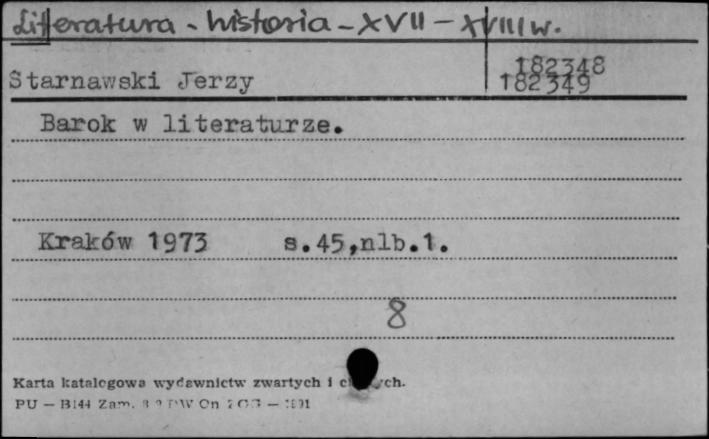 Literatura - historia - XVII - XVIII w.
Starnawski Jerzy 182348
182349
Barok w literaturze.
Kraków 1973 s.45,nlb.1.
8
Karta katalogowa wydawnictw zwartych i
PU — B144 Zam.